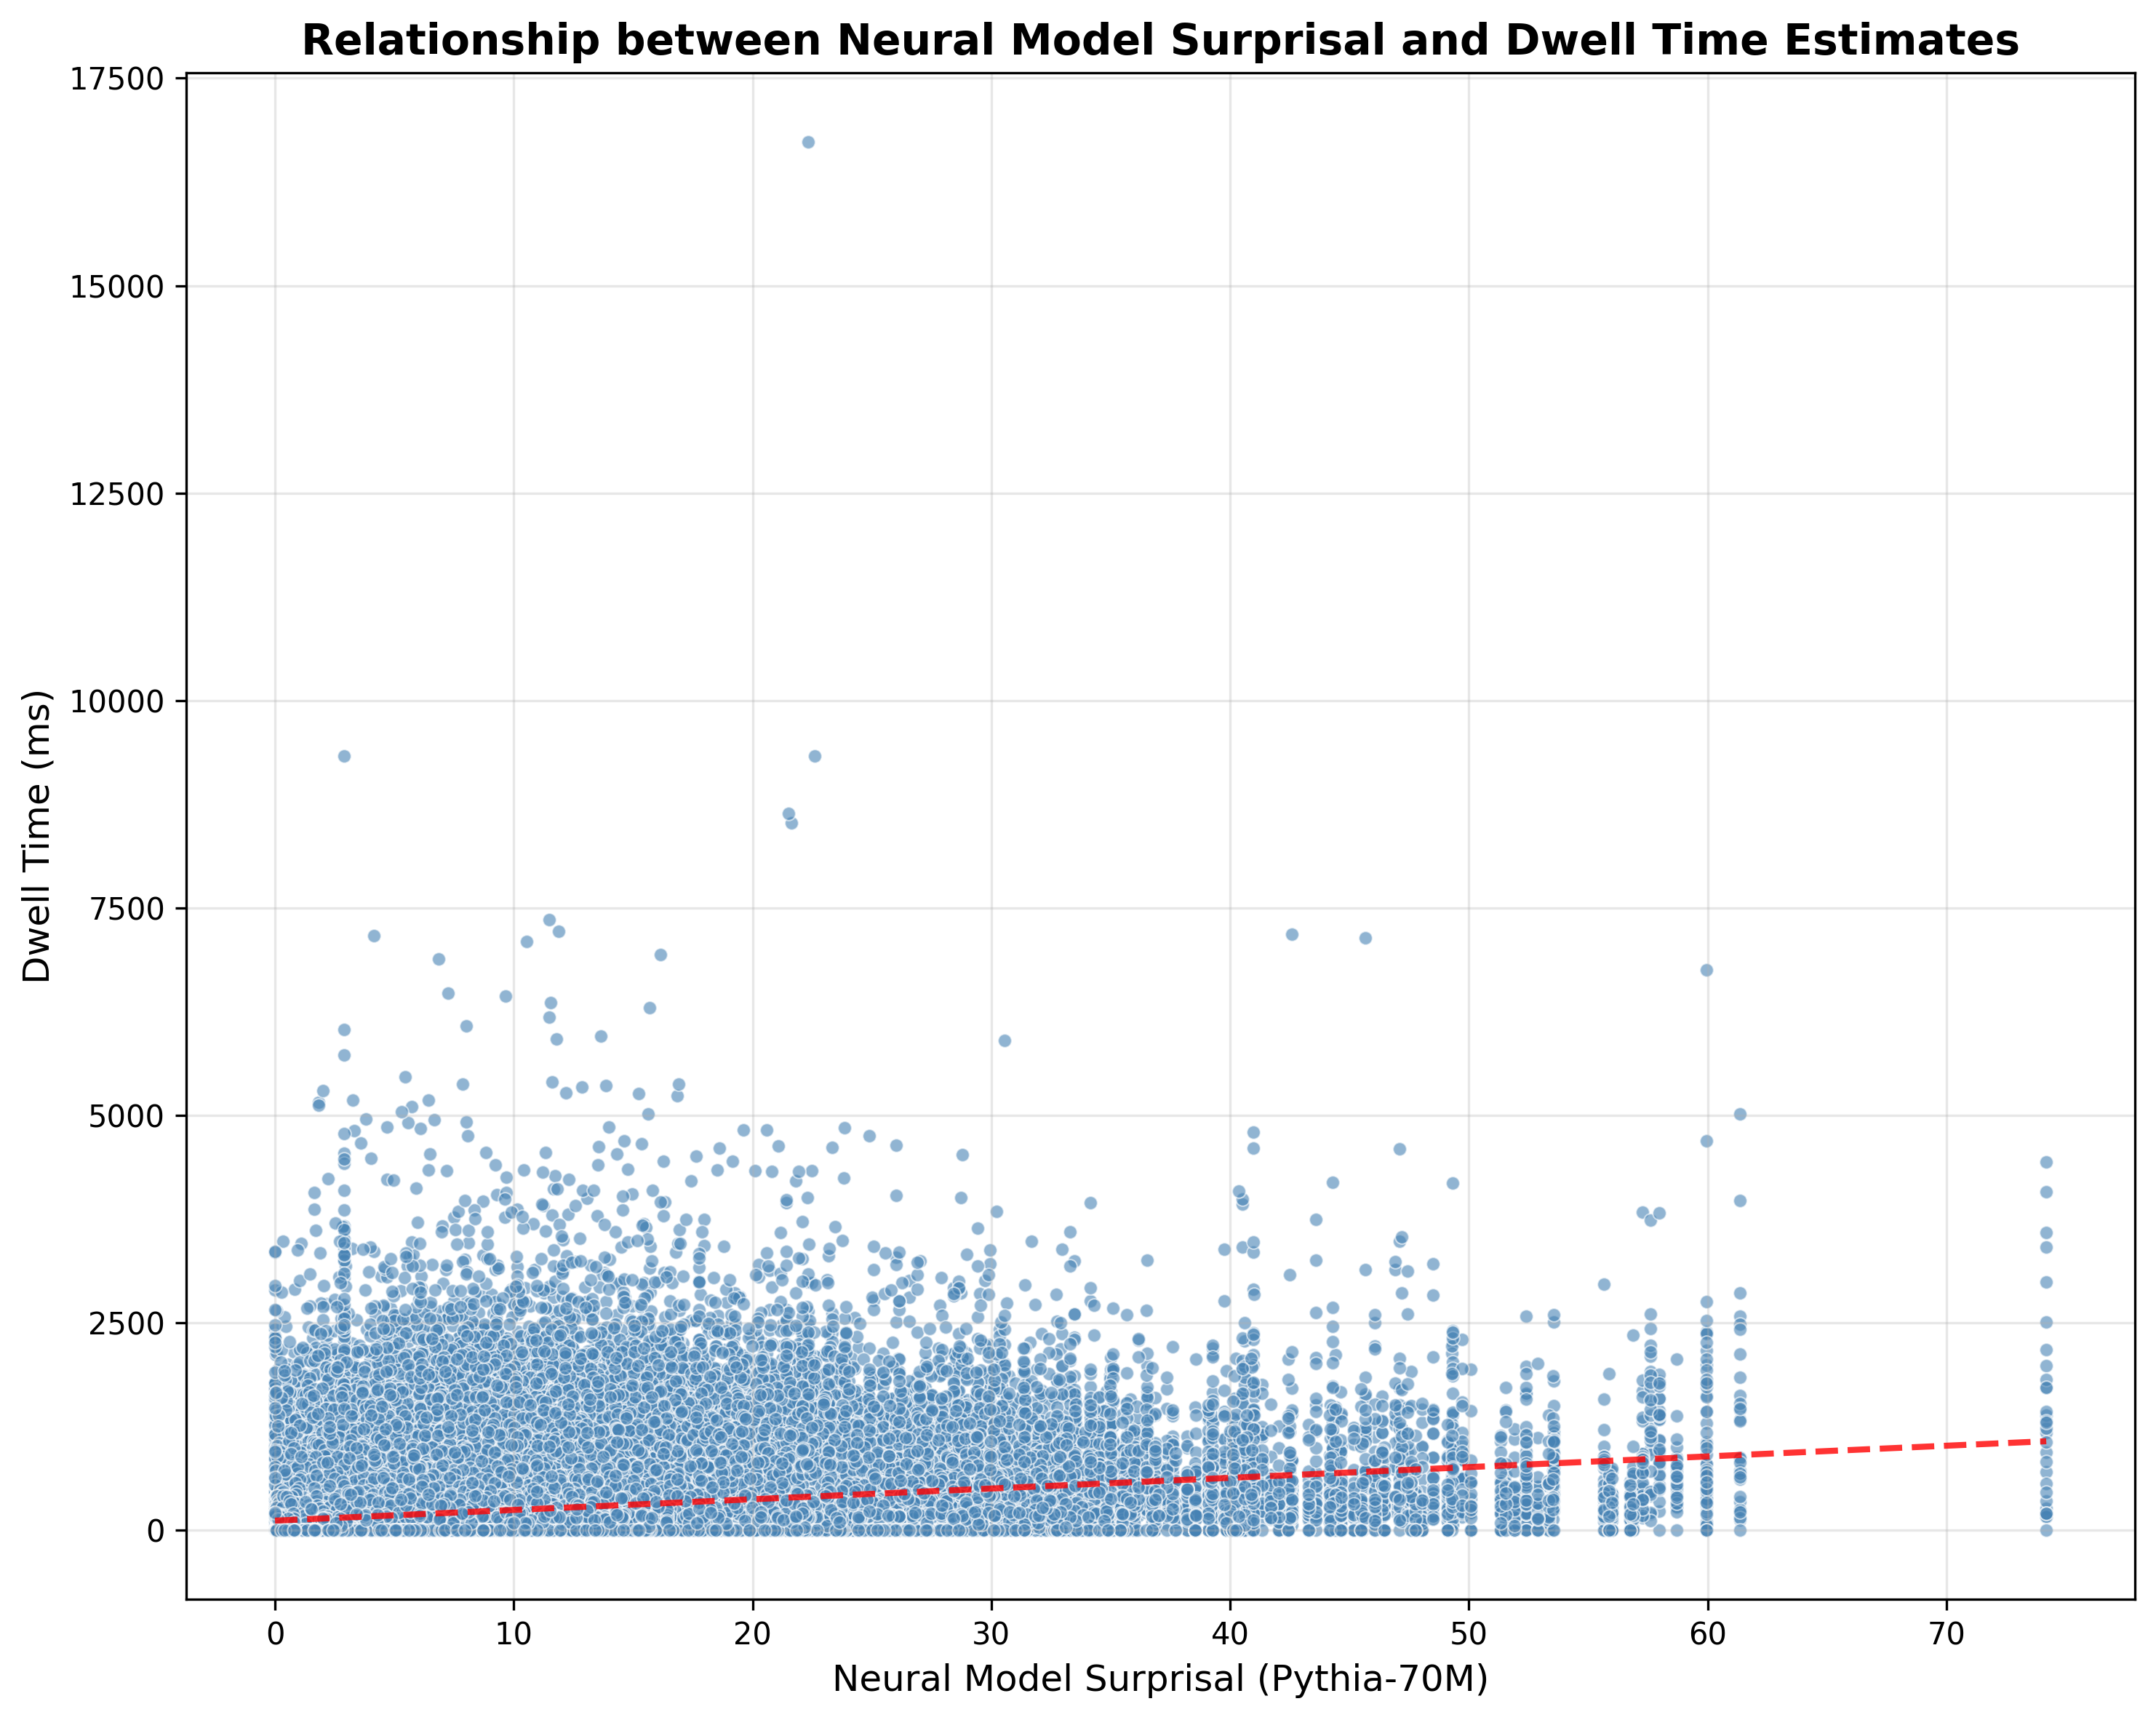 Relationship between Neural Model Surprisal and Dwell Time Estimates
17500
15000
12500
10000
7500
5000
2500
0
Dwell Time (ms)
0 10 20 30 40 50 60 70
Neural Model Surprisal (Pythia-70M)